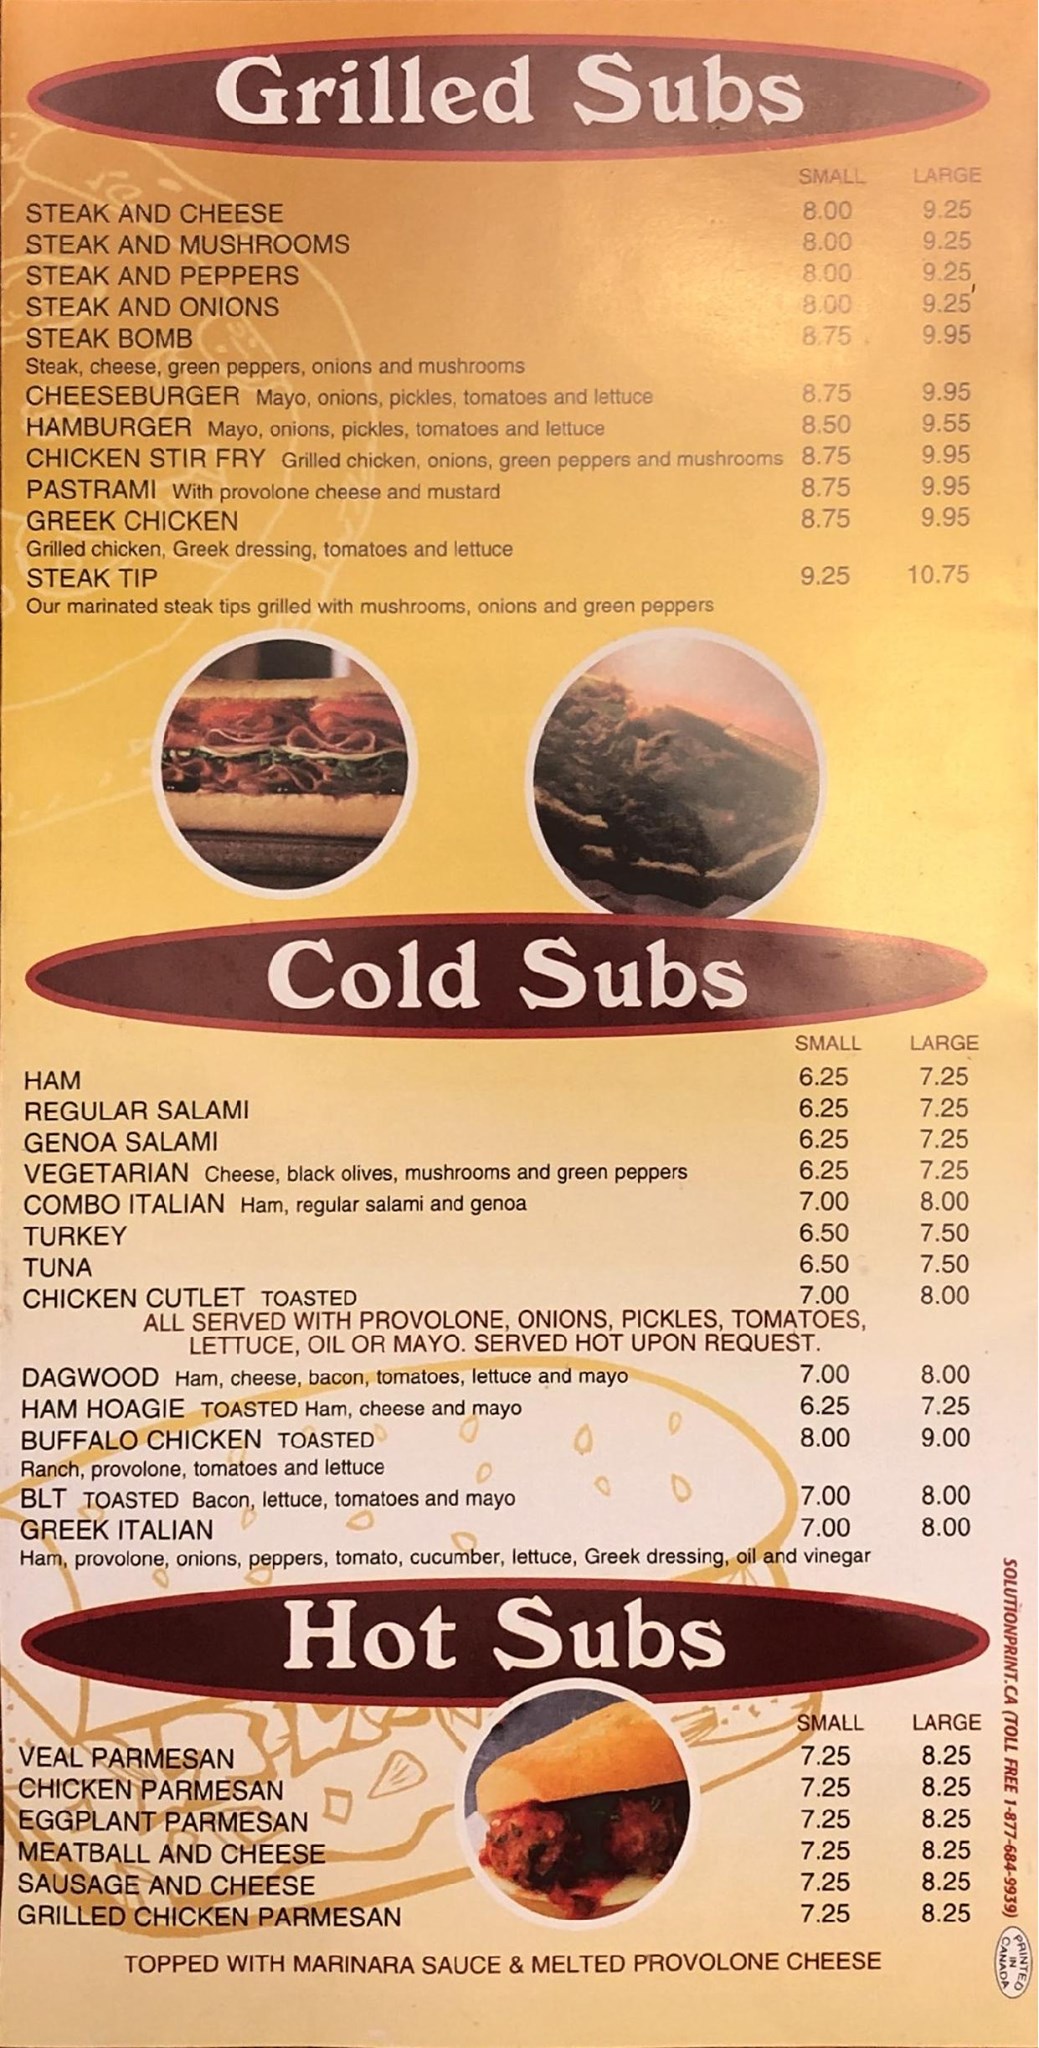 Grilled Subs
SMALL LARGE
STEAK AND CHEESE 8.00 9.25
STEAK AND MUSHROOMS 8.00 9.25
STEAK AND PEPPERS 8.00 9.25
STEAK AND ONIONS 8.00 9.25
STEAK BOMB 8.75 9.95
Steak, cheese, green peppers, onions and mushrooms
CHEESEBURGER Mayo, onions, pickles, tomatoes and lettuce 8.75 9.95
HAMBURGER Mayo, onions, pickles, tomatoes and lettuce 8.50 9.55
CHICKEN STIR FRY Grilled chicken, onions, green peppers and mushrooms 8.75 9.95
PASTRAMI With provolone cheese and mustard 8.75 9.95
GREEK CHICKEN 8.75 9.95
Grilled chicken, Greek dressing, tomatoes and lettuce
STEAK TIP 9.25 10.75
Our marinated steak tips grilled with mushrooms, onions and green peppers
Cold Subs
SMALL LARGE
HAM 6.25 7.25
REGULAR SALAMI 6.25 7.25
GENOA SALAMI 6.25 7.25
VEGETARIAN Cheese, black olives, mushrooms and green peppers 6.25 7.25
COMBO ITALIAN Ham, regular salami and genoa 7.00 8.00
TURKEY 6.50 7.50
TUNA 6.50 7.50
CHICKEN CUTLET TOASTED 7.00 8.00
ALL SERVED WITH PROVOLONE, ONIONS, PICKLES, TOMATOES,
LETTUCE, OIL OR MAYO. SERVED HOT UPON REQUEST.
DAGWOOD Ham, cheese, bacon, tomatoes, lettuce and mayo 7.00 8.00
HAM HOAGIE TOASTED Ham, cheese and mayo 6.25 7.25
BUFFALO CHICKEN TOASTED 8.00 9.00
Ranch, provolone, tomatoes and lettuce
BLT TOASTED Bacon, lettuce, tomatoes and mayo 7.00 8.00
GREEK ITALIAN 7.00 8.00
Ham, provolone, onions, peppers, tomato, cucumber, lettuce, Greek dressing, oil and vinegar
Hot Subs
SMALL LARGE
VEAL PARMESAN 7.25 8.25
CHICKEN PARMESAN 7.25 8.25
EGGPLANT PARMESAN 7.25 8.25
MEATBALL AND CHEESE 7.25 8.25
SAUSAGE AND CHEESE 7.25 8.25
GRILLED CHICKEN PARMESAN 7.25 8.25
TOPPED WITH MARINARA SAUCE & MELTED PROVOLONE CHEESE
SOLUTIONPRINT.CA (TOLL FREE 1-877-684-9939)
PRINTED
IN
CANADA